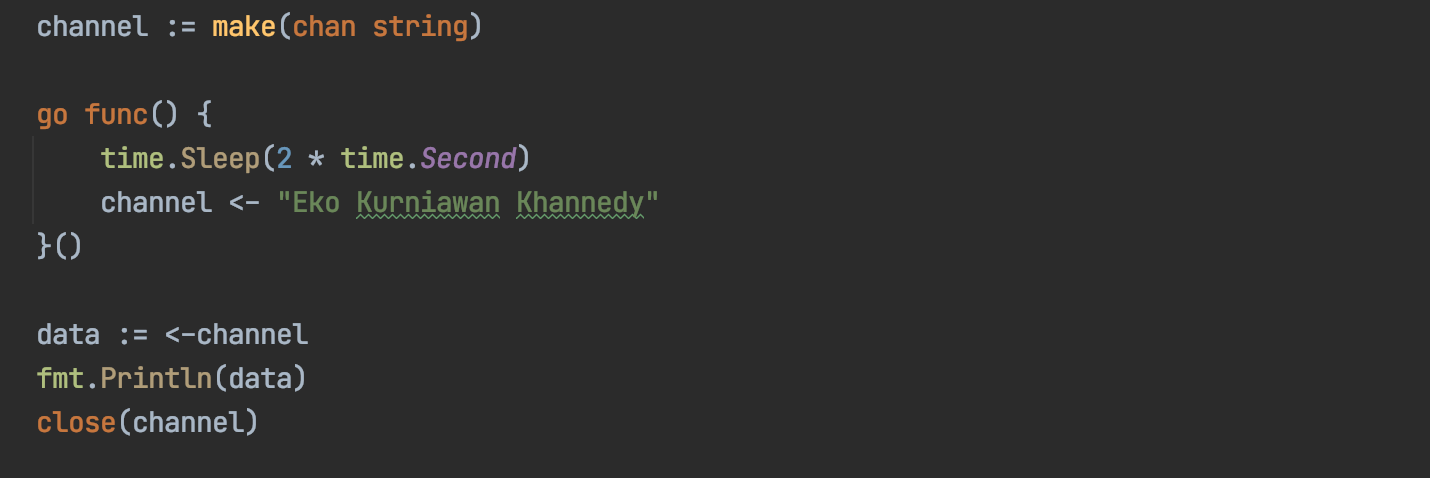 channel := make(chan string)
go func() {
time.Sleep(2 * time.Second)
channel <- "Eko Kurniawan Khannedy"
}()
data := <-channel
fmt.Println(data)
close(channel)